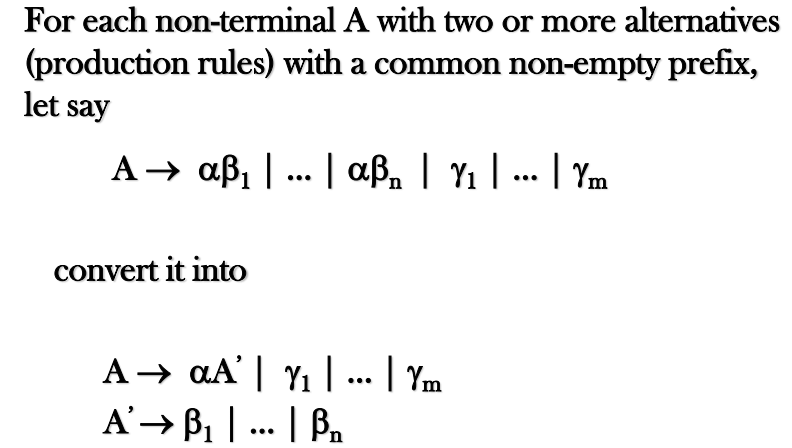 For each non-terminal A with two or more alternatives
(production rules) with a common non-empty prefix,
let say
A → αβ₁ | ... | αβₙ | γ₁ | ... | γₘ
convert it into
A → αA’ | γ₁ | ... | γₘ
A’ → β₁ | ... | βₙ